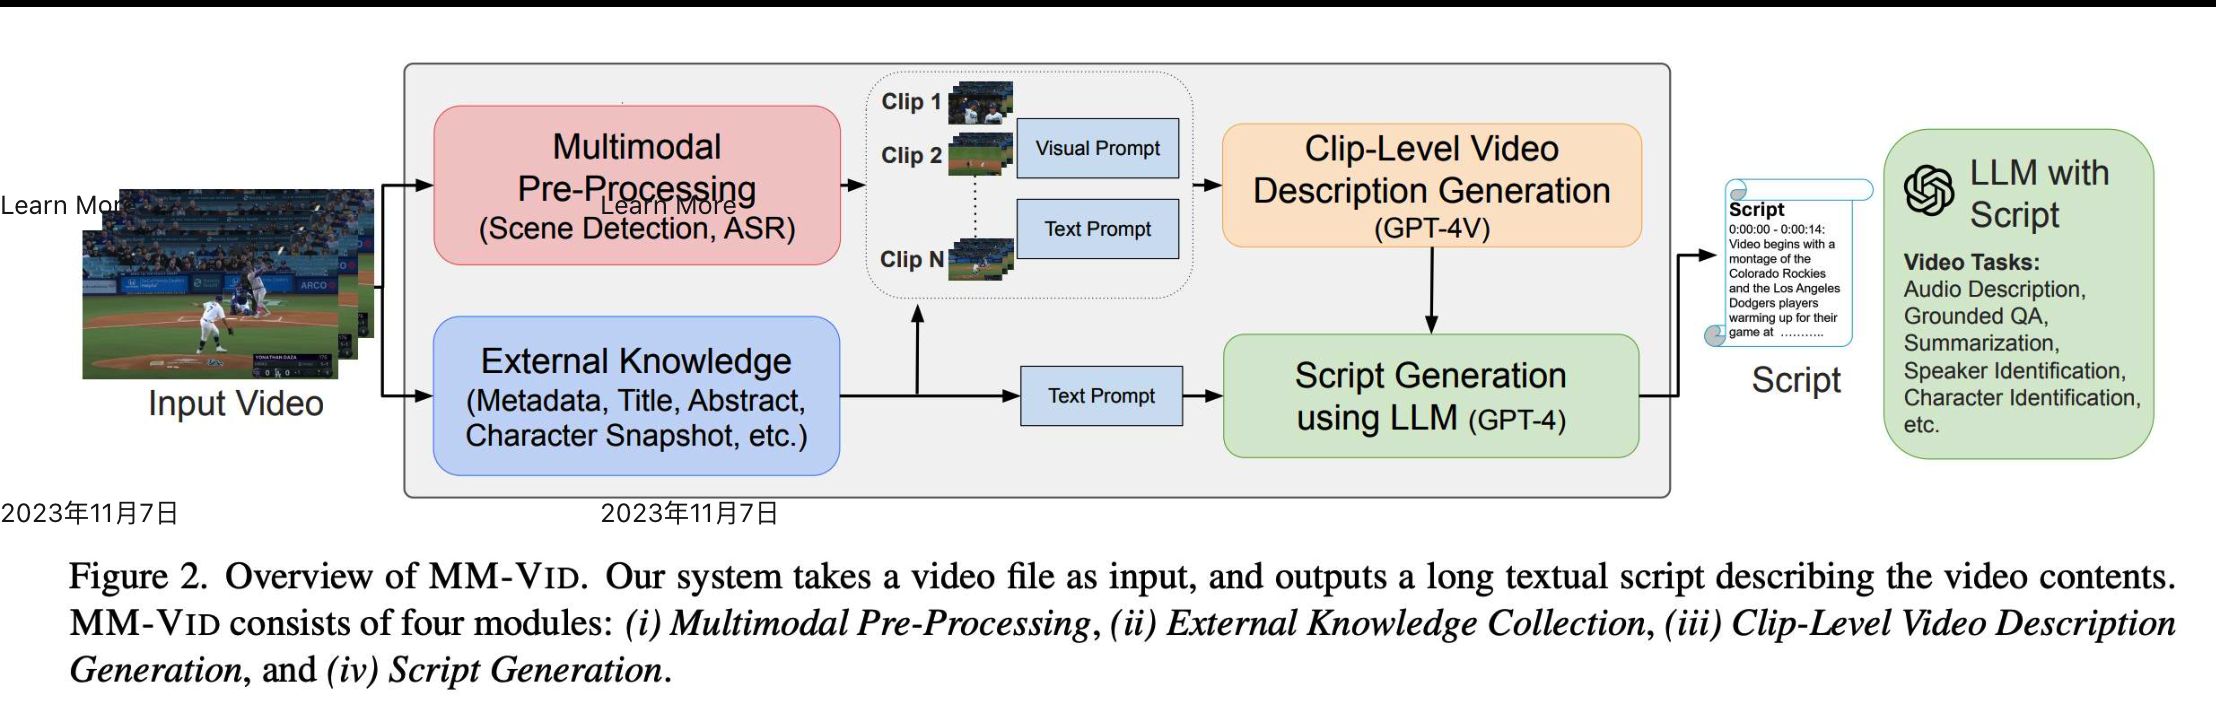 Multimodal
Pre-Processing
(Scene Detection, ASR)
Learn More
Learn More
Clip 1
Clip 2
Clip N
Visual Prompt
Text Prompt
Clip-Level Video
Description Generation
(GPT-4V)
ARCO
YONATHAN DAZA
Input Video
External Knowledge
(Metadata, Title, Abstract,
Character Snapshot, etc.)
Text Prompt
Script Generation
using LLM (GPT-4)
Script
0:00:00 - 0:00:14:
Video begins with a
montage of the
Colorado Rockies
and the Los Angeles
Dodgers players
warming up for their
game at ...........
Script
LLM with
Script
Video Tasks:
Audio Description,
Grounded QA,
Summarization,
Speaker Identification,
Character Identification,
etc.
2023年11月7日
2023年11月7日
Figure 2. Overview of MM-VID. Our system takes a video file as input, and outputs a long textual script describing the video contents.
MM-VID consists of four modules: (i) Multimodal Pre-Processing, (ii) External Knowledge Collection, (iii) Clip-Level Video Description
Generation, and (iv) Script Generation.